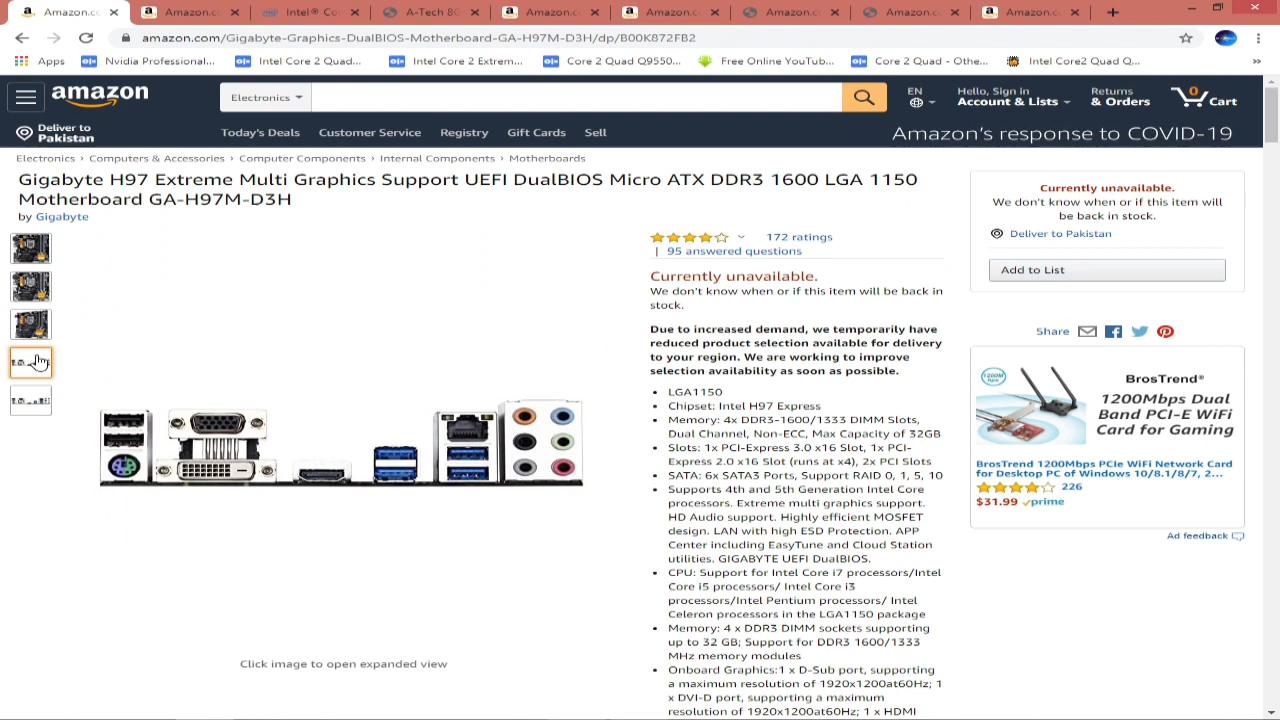 Amazon.c
Amazon.c
Intel® Co
A-Tech 8G
Amazon.c
Amazon.c
Amazon.c
Amazon.c
Amazon.c
amazon.com/Gigabyte-Graphics-DualBIOS-Motherboard-GA-H97M-D3H/dp/B00K872FB2
Apps
Nvidia Professional...
Intel Core 2 Quad...
Intel Core 2 Extrem...
Core 2 Quad Q9550...
Free Online YouTub...
Core 2 Quad - Othe...
Intel Core2 Quad Q...
amazon
Electronics
EN
Hello, Sign in
Account & Lists
Returns
& Orders
0
Cart
Deliver to
Pakistan
Today's Deals
Customer Service
Registry
Gift Cards
Sell
Amazon's response to COVID-19
Electronics › Computers & Accessories › Computer Components › Internal Components › Motherboards
Gigabyte H97 Extreme Multi Graphics Support UEFI DualBIOS Micro ATX DDR3 1600 LGA 1150
Motherboard GA-H97M-D3H
by Gigabyte
172 ratings
| 95 answered questions
Currently unavailable.
We don't know when or if this item will be back in
stock.
Due to increased demand, we temporarily have
reduced product selection available for delivery
to your region. We are working to improve
selection availability as soon as possible.
• LGA1150
• Chipset: Intel H97 Express
• Memory: 4x DDR3-1600/1333 DIMM Slots,
Dual Channel, Non-ECC, Max Capacity of 32GB
• Slots: 1x PCI-Express 3.0 x16 Slot, 1x PCI-
Express 2.0 x16 Slot (runs at x4), 2x PCI Slots
• SATA: 6x SATA3 Ports, Support RAID 0, 1, 5, 10
• Supports 4th and 5th Generation Intel Core
processors. Extreme multi graphics support.
HD Audio support. Highly efficient MOSFET
design. LAN with high ESD Protection. APP
Center including EasyTune and Cloud Station
utilities. GIGABYTE UEFI DualBIOS.
• CPU: Support for Intel Core i7 processors/Intel
Core i5 processors/ Intel Core i3
processors/Intel Pentium processors/ Intel
Celeron processors in the LGA1150 package
• Memory: 4 x DDR3 DIMM sockets supporting
up to 32 GB; Support for DDR3 1600/1333
MHz memory modules
• Onboard Graphics:1 x D-Sub port, supporting
a maximum resolution of 1920x1200at60Hz; 1
x DVI-D port, supporting a maximum
resolution of 1920x1200at60Hz; 1 x HDMI
Click image to open expanded view
Currently unavailable.
We don't know when or if this item will
be back in stock.
Deliver to Pakistan
Add to List
Share
1200Mbps
BrosTrend®
1200Mbps Dual
Band PCI-E WiFi
Card for Gaming
BrosTrend 1200Mbps PCIe WiFi Network Card
for Desktop PC of Windows 10/8.1/8/7, 2...
226
$31.99 prime
Ad feedback